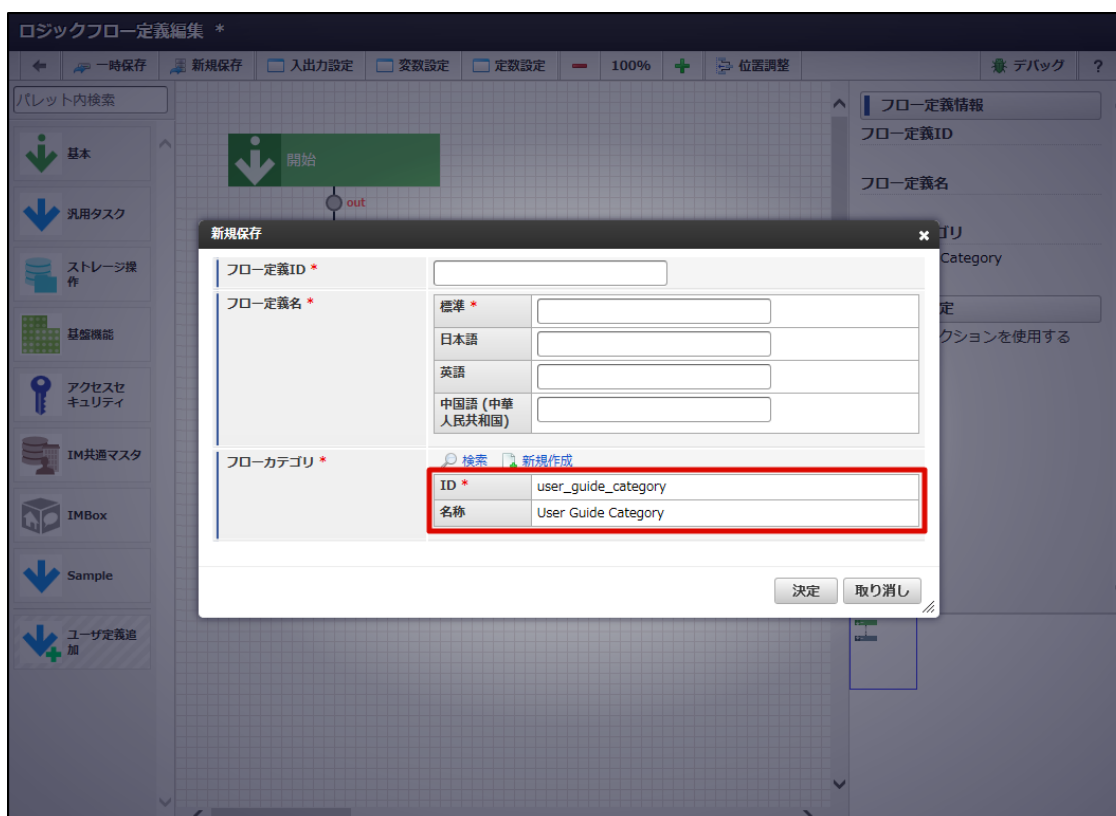 ロジックフロー定義編集 *
一時保存 新規保存 入出力設定 変数設定 定数設定 100% 位置調整 デバッグ ?
パレット内検索
基本
汎用タスク
ストレージ操
作
基盤機能
アクセスセ
キュリティ
IM共通マスタ
IMBox
Sample
ユーザ定義追
加
開始
out
フロー定義情報
フロー定義ID
フロー定義名
ゴリ
Category
定
クションを使用する
新規保存
フロー定義ID *
フロー定義名 *
標準 *
日本語
英語
中国語 (中華
人民共和国)
フローカテゴリ *
検索 新規作成
ID * user_guide_category
名称 User Guide Category
決定 取り消し